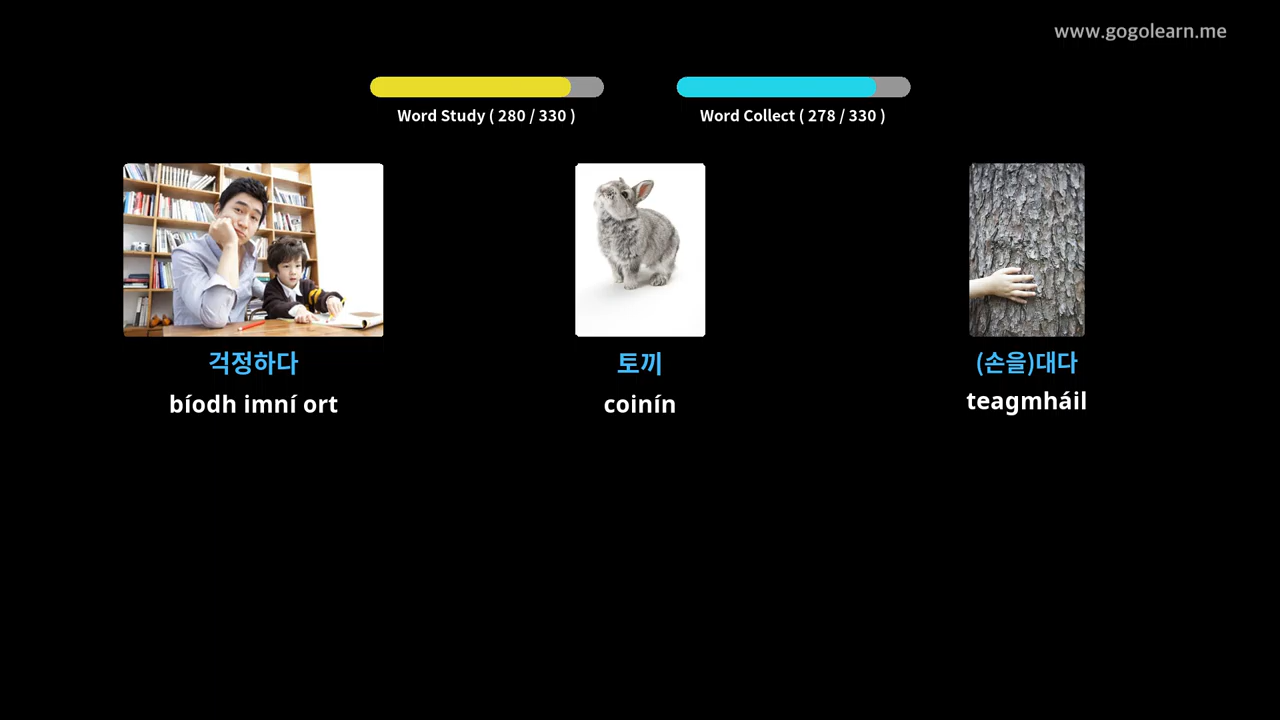 www.gogolearn.me
Word Study ( 280 / 330 )
Word Collect ( 278 / 330 )
걱정하다
토끼
(손을)대다
bíodh imní ort
coinín
teagmháil